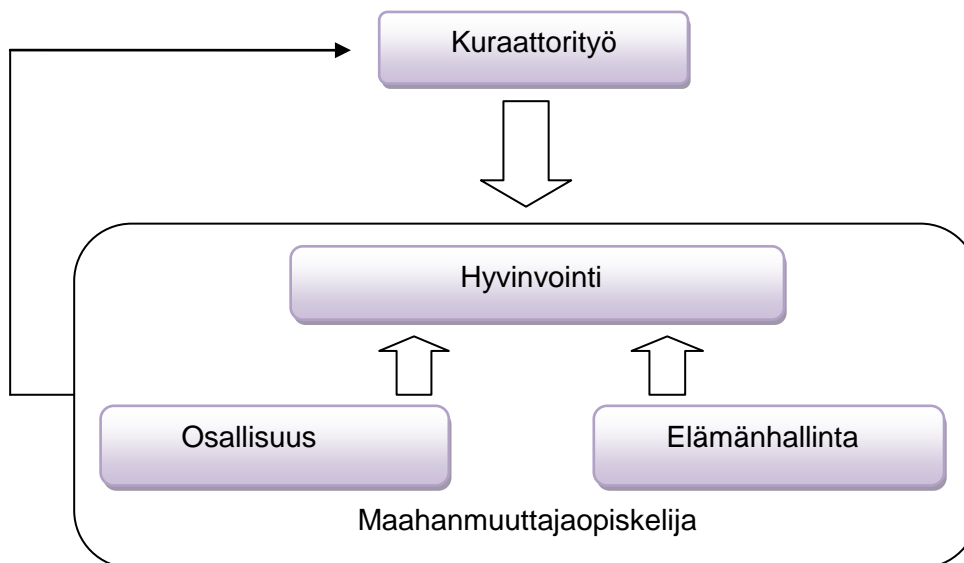 Kuraattorityö
Hyvinvointi
Osallisuus
Elämänhallinta
Maahanmuuttajaopiskelija